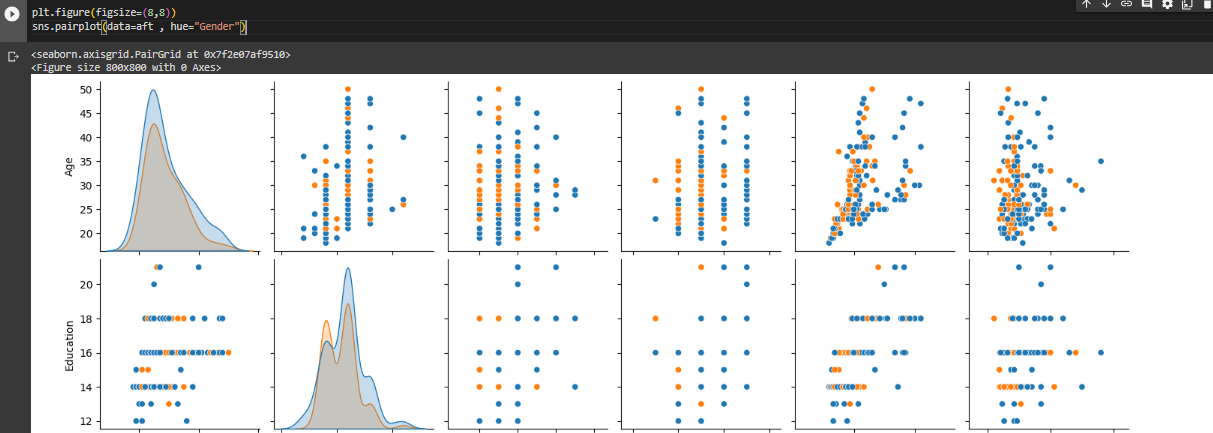 plt.figure(figsize=(8,8))
sns.pairplot(data=aft , hue="Gender")
<seaborn.axisgrid.PairGrid at 0x7f2e07af9510>
<Figure size 800x800 with 0 Axes>
50
45
40
35
30
25
20
Age
20
18
16
14
12
Education